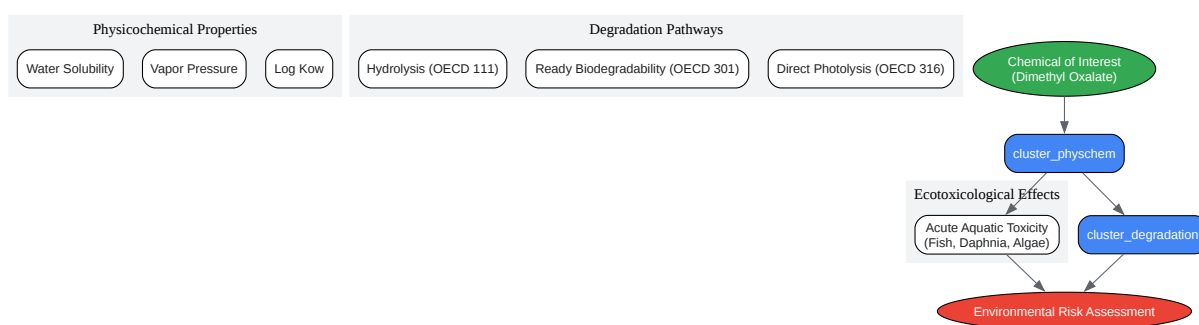 Physicochemical Properties
Water Solubility
Vapor Pressure
Log Kow
Degradation Pathways
Hydrolysis (OECD 111)
Ready Biodegradability (OECD 301)
Direct Photolysis (OECD 316)
Chemical of Interest
(Dimethyl Oxalate)
cluster_physchem
Ecotoxicological Effects
Acute Aquatic Toxicity
(Fish, Daphnia, Algae)
cluster_degradation
Environmental Risk Assessment